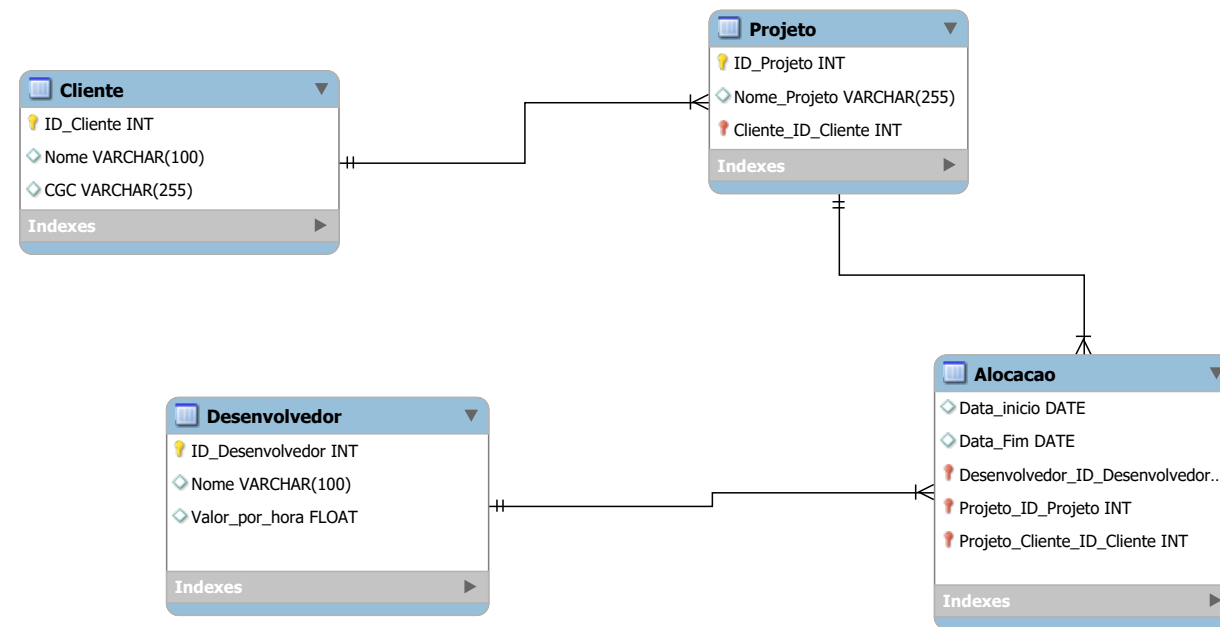 Projeto
ID_Projeto INT
Nome_Projeto VARCHAR(255)
Cliente_ID_Cliente INT
Indexes
Cliente
ID_Cliente INT
Nome VARCHAR(100)
CGC VARCHAR(255)
Indexes
Alocacao
Data_inicio DATE
Data_Fim DATE
Desenvolvedor_ID_Desenvolvedor...
Projeto_ID_Projeto INT
Projeto_Cliente_ID_Cliente INT
Indexes
Desenvolvedor
ID_Desenvolvedor INT
Nome VARCHAR(100)
Valor_por_hora FLOAT
Indexes